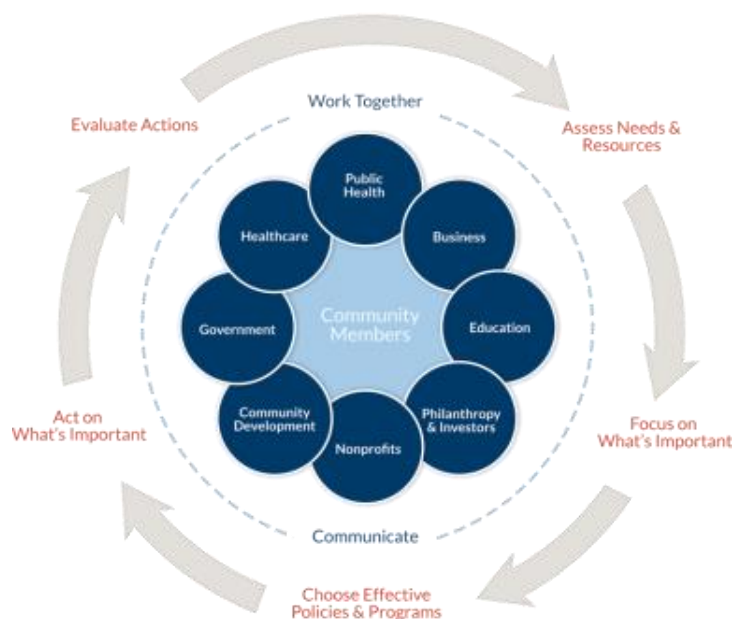 Work Together
Evaluate Actions
Assess Needs &
Resources
Public
Health
Healthcare
Business
Community
Members
Government
Education
Community
Development
Philanthropy
& Investors
Nonprofits
Act on
What's Important
Focus on
What's Important
Communicate
Choose Effective
Policies & Programs